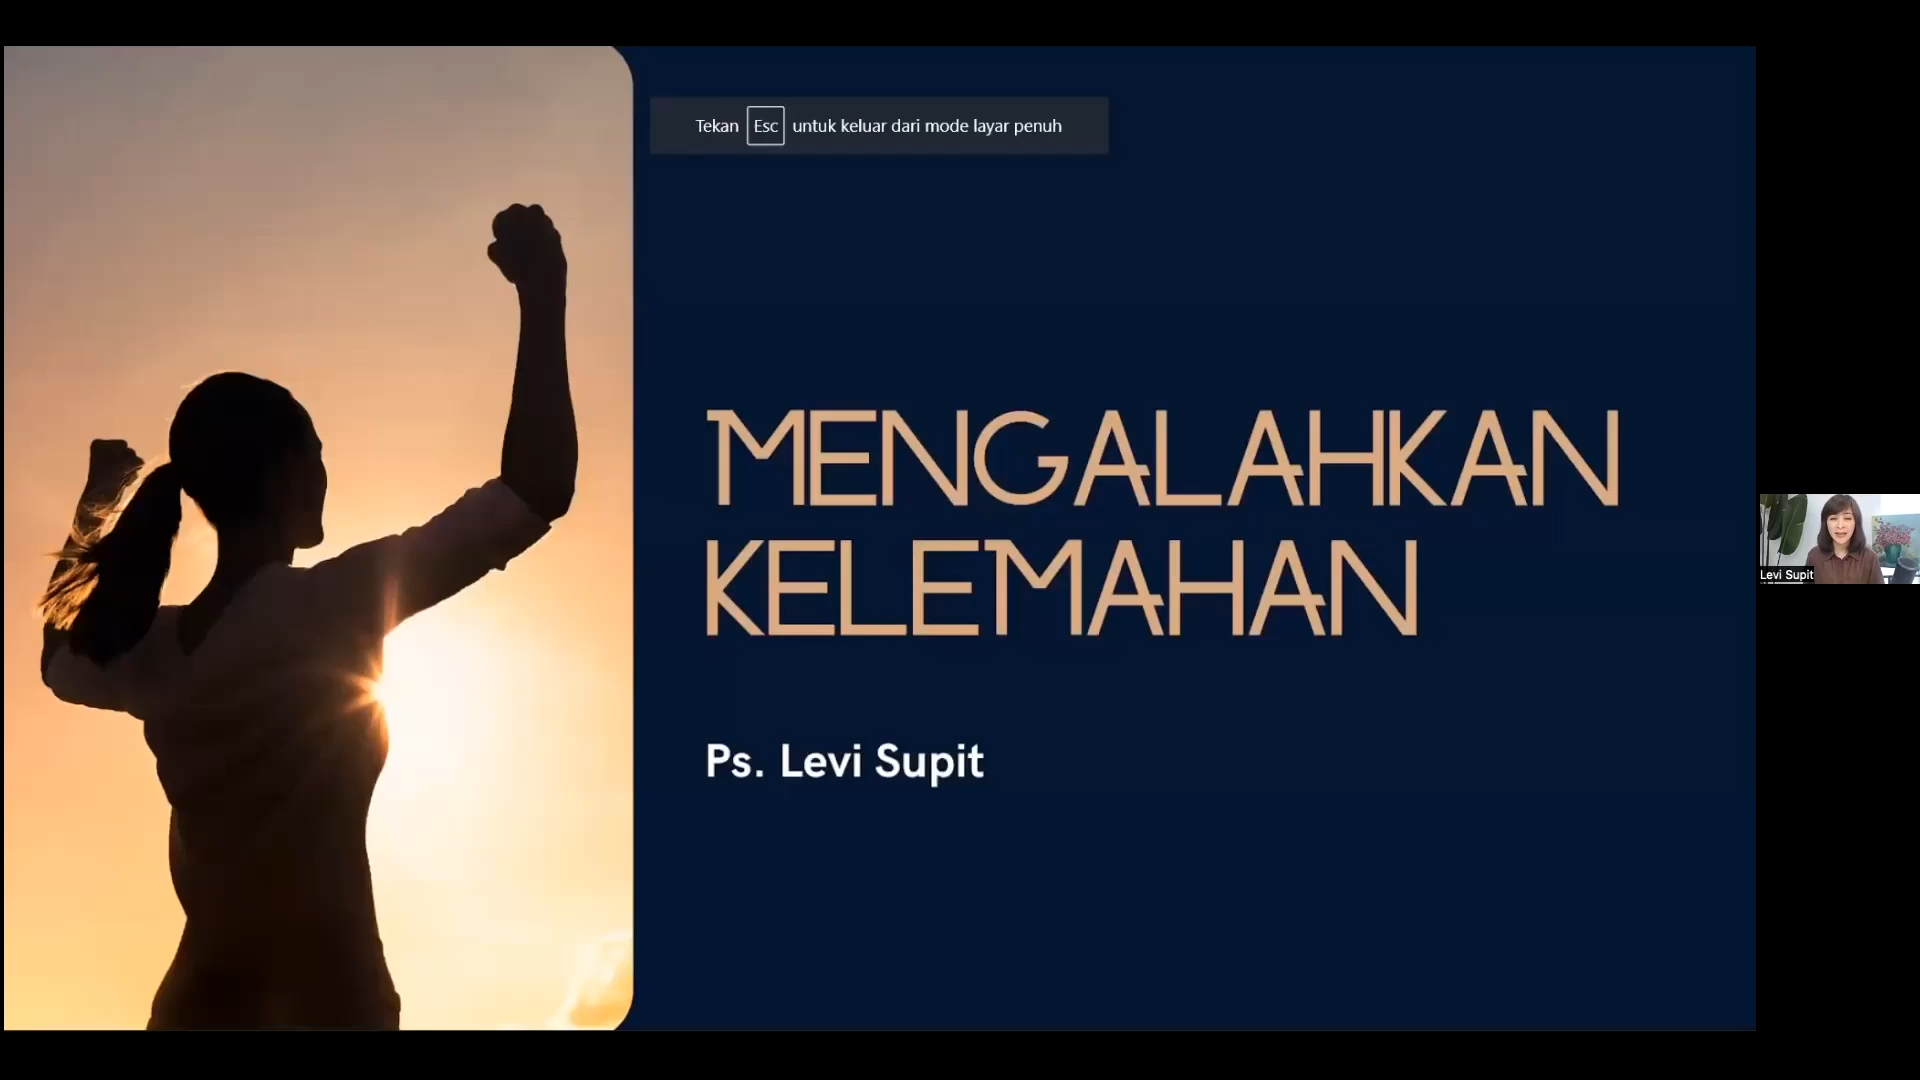 Tekan Esc untuk keluar dari mode layar penuh
MENGALAHKAN
KELEMAHAN
Ps. Levi Supit
Levi Supit